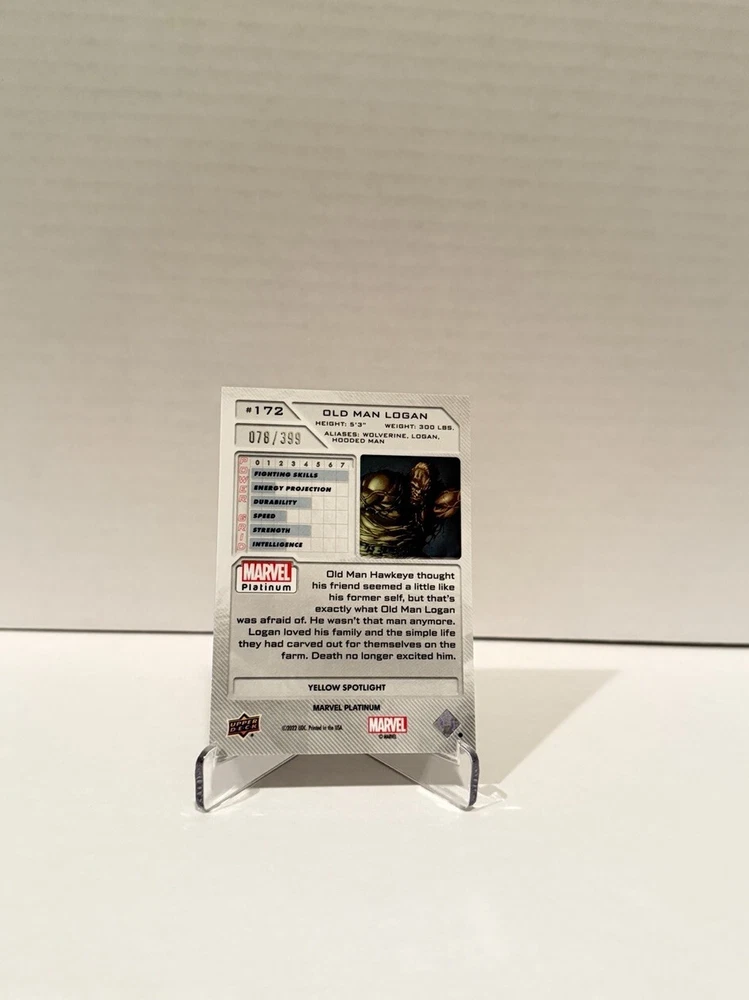 #172
OLD MAN LOGAN
HEIGHT: 5'3" WEIGHT: 300 LBS.
078/399
ALIASES: WOLVERINE, LOGAN,
HOODED MAN
POWER GRID
0 1 2 3 4 5 6 7
FIGHTING SKILLS
ENERGY PROJECTION
DURABILITY
SPEED
STRENGTH
INTELLIGENCE
MARVEL
Platinum
Old Man Hawkeye thought
his friend seemed a little like
his former self, but that's
exactly what Old Man Logan
was afraid of. He wasn't that man anymore.
Logan loved his family and the simple life
they had carved out for themselves on the
farm. Death no longer excited him.
YELLOW SPOTLIGHT
MARVEL PLATINUM
UPPER
DECK
©2022 UDC. Printed in the USA.
MARVEL
© MARVEL